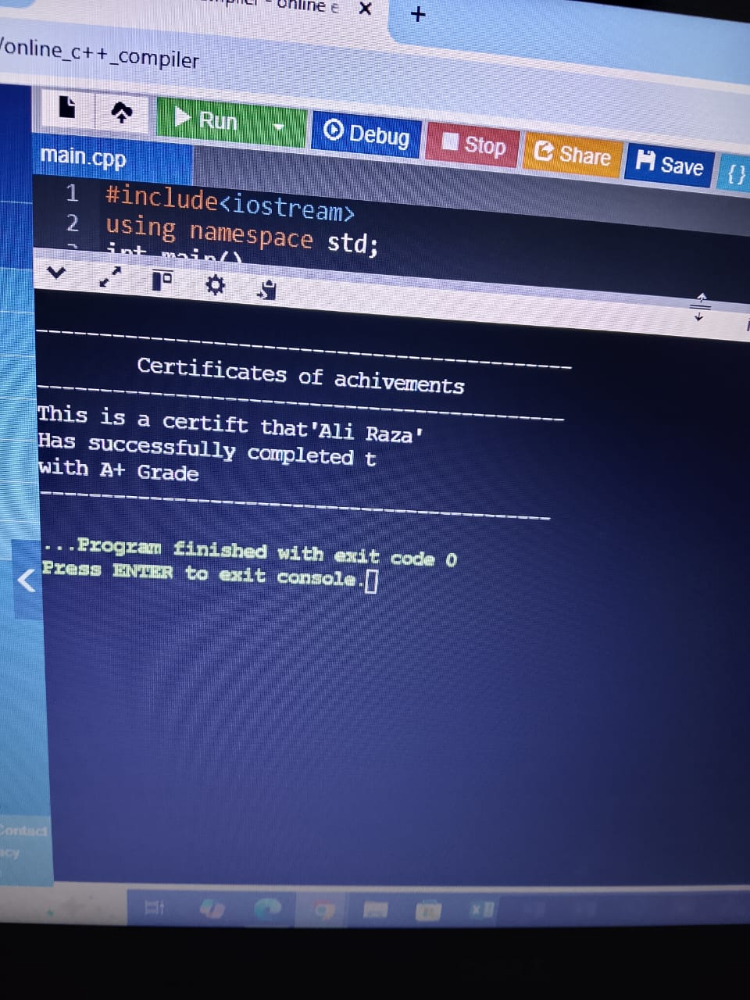 /online_c++_compiler
Run
Debug
Stop
Share
Save
{}
main.cpp
1 #include<iostream>
2 using namespace std;
int main()
--------------------------------------------
Certificates of achivements
--------------------------------------------
This is a certift that'Ali Raza'
Has successfully completed t
with A+ Grade
--------------------------------------------
...Program finished with exit code 0
Press ENTER to exit console.
Contact